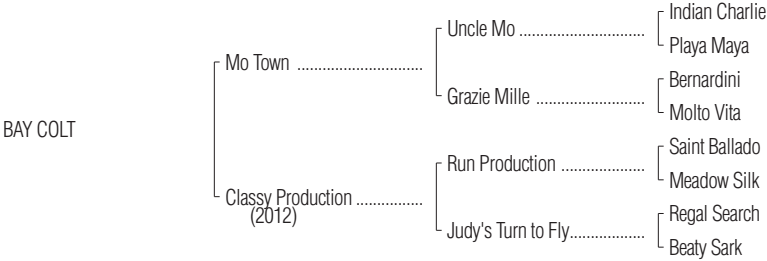 Indian Charlie
Uncle Mo ..............................
Playa Maya
Mo Town ..............................
Bernardini
Grazie Mille ..........................
Molto Vita
BAY COLT
Saint Ballado
Run Production ....................
Meadow Silk
Classy Production ................
(2012)
Regal Search
Judy's Turn to Fly..................
Beaty Sark